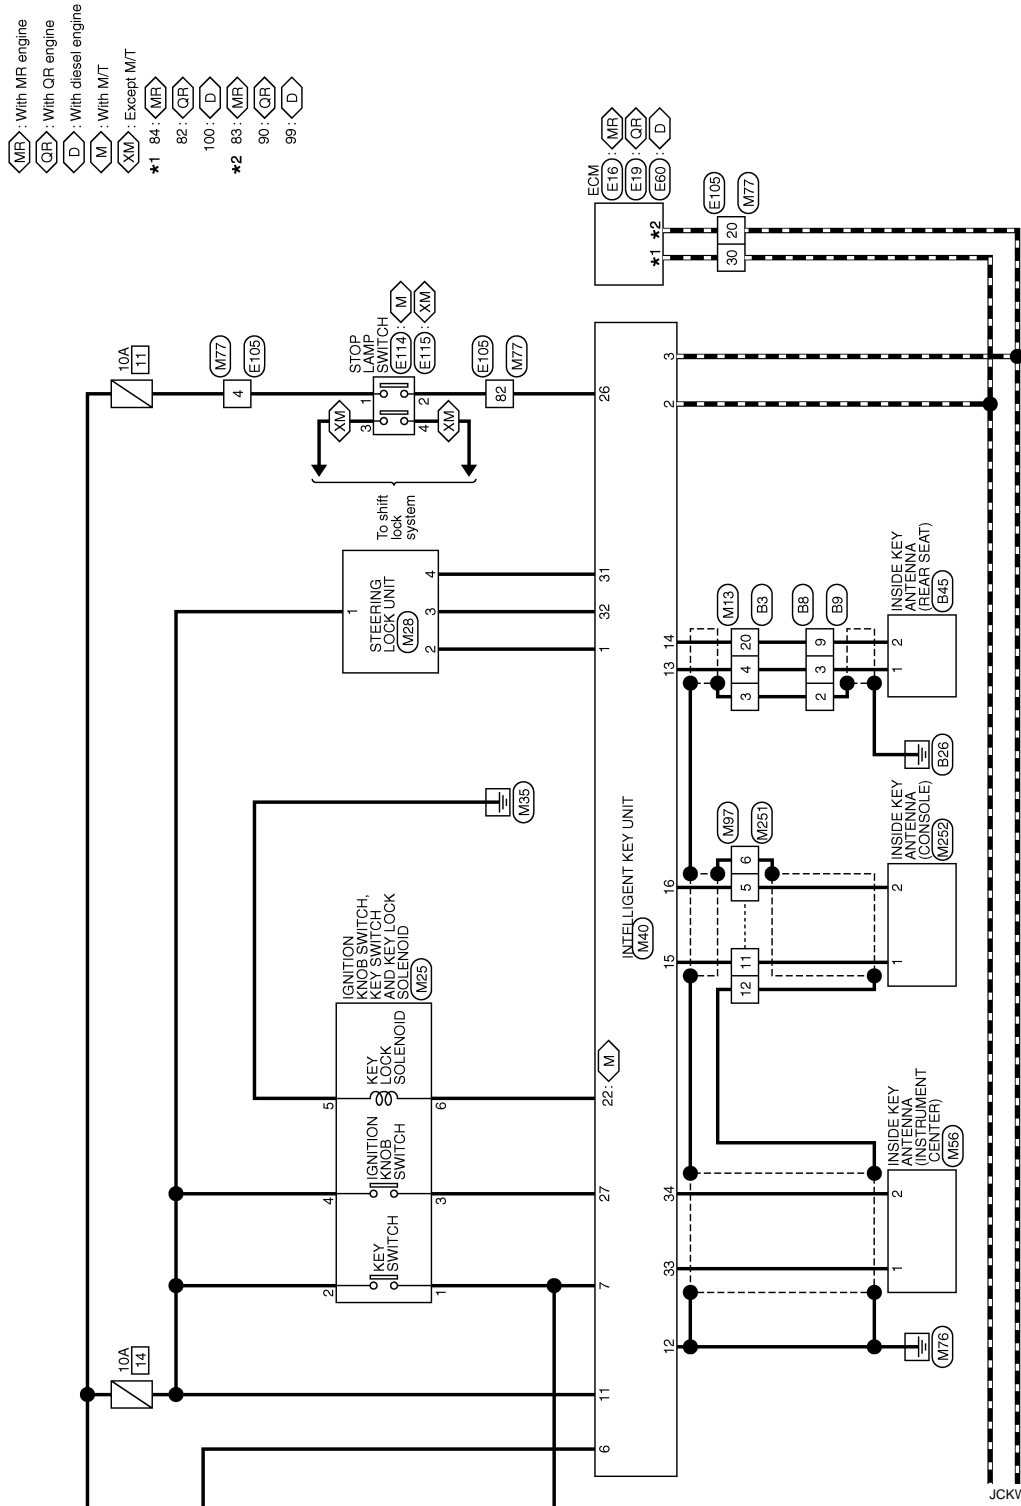 MR : With MR engine
QR : With QR engine
D : With diesel engine
M : With M/T
XM : Except M/T
*1 84 : MR
82 : QR
100 : D
*2 83 : MR
90 : QR
99 : D
10A
14
10A
11
M77
E105
4
STOP
LAMP
SWITCH
E114 : M
E115 : XM
1
2
3
4
XM
XM
To shift
lock
system
E105
M77
82
26
ECM
E16 : MR
E19 : QR
E60 : D
*1
*2
E105
M77
30
20
STEERING
LOCK UNIT
M28
1
2
3
4
M35
IGNITION
KNOB SWITCH,
KEY SWITCH
AND KEY LOCK
SOLENOID
M25
2
4
5
KEY
SWITCH
IGNITION
KNOB
SWITCH
KEY
LOCK
SOLENOID
1
3
6
6
11
7
27
22 : M
1
32
31
INTELLIGENT KEY UNIT
M40
12
33
34
15
16
13
14
2
3
M97
M251
12
11
5
6
M13
B3
3
4
20
B8
B9
2
3
9
M76
1
2
INSIDE KEY
ANTENNA
(INSTRUMENT
CENTER)
M56
1
2
INSIDE KEY
ANTENNA
(CONSOLE)
M252
B26
1
2
INSIDE KEY
ANTENNA
(REAR SEAT)
B45